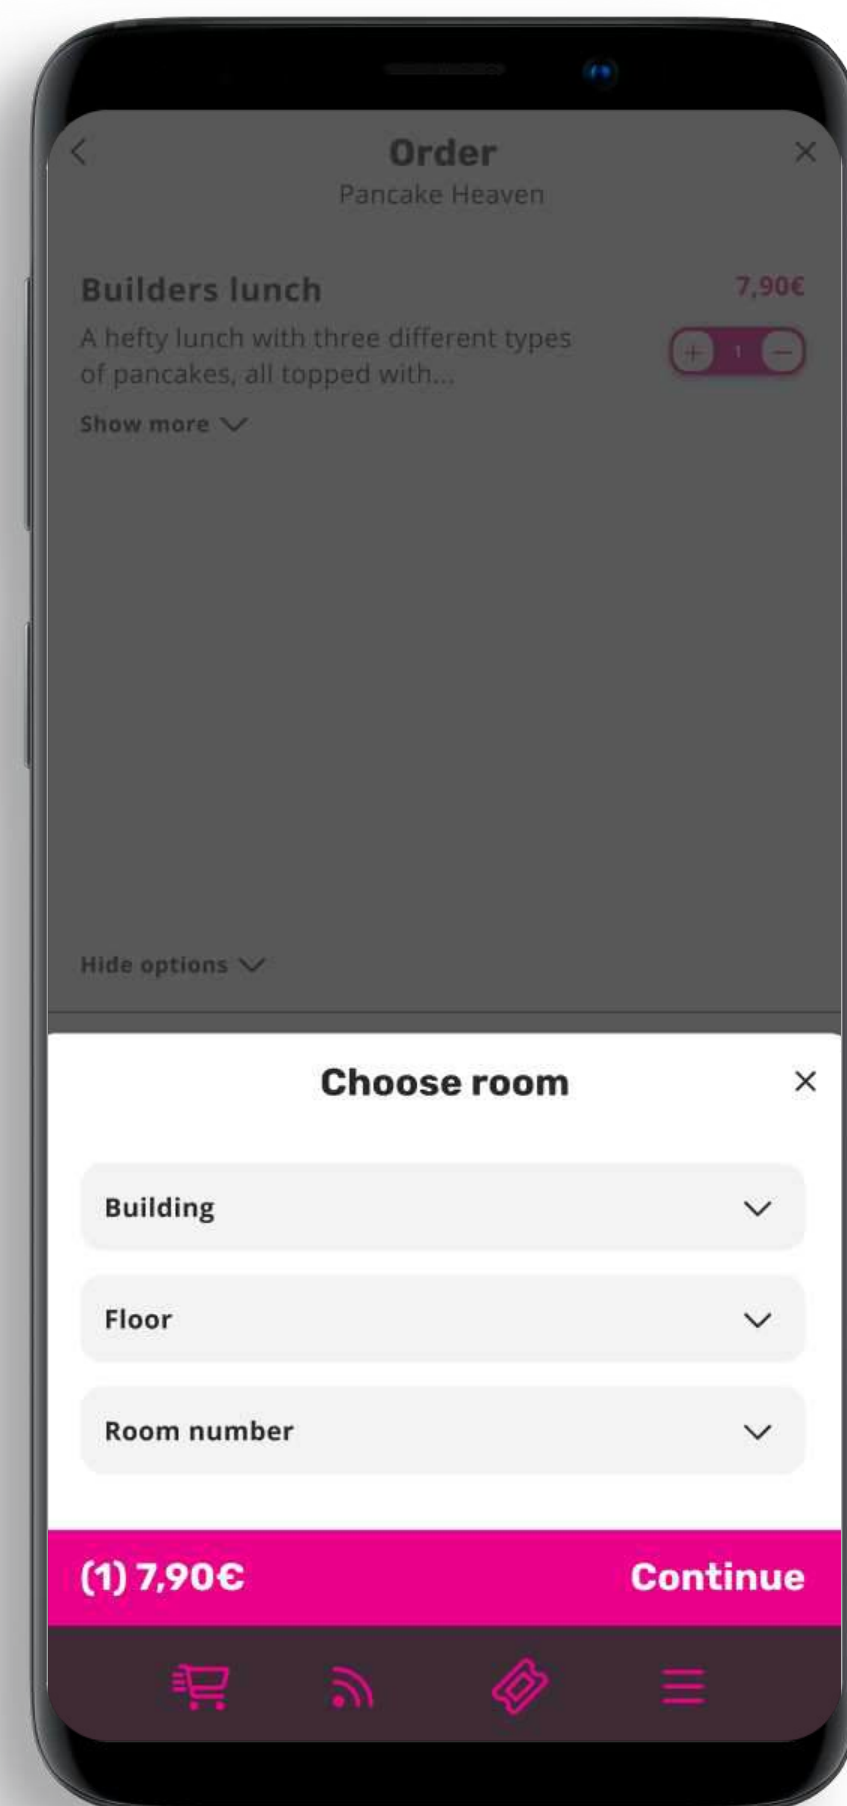 Order
Pancake Heaven
Builders lunch
7,90€
A hefty lunch with three different types
of pancakes, all topped with...
1
Show more
Hide options
Choose room
Building
Floor
Room number
(1) 7,90€
Continue